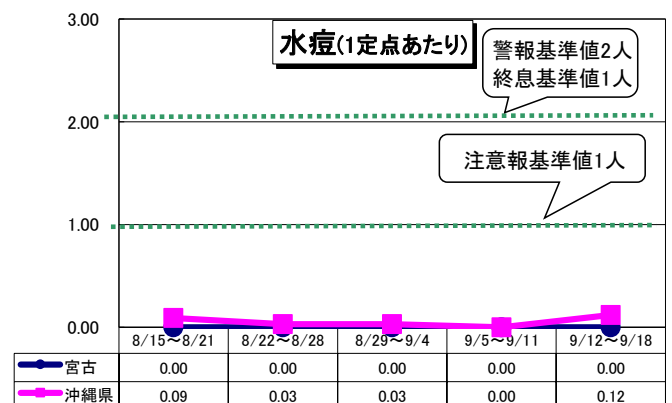 3.00
水痘(1定点あたり)
警報基準値2人
終息基準値1人
2.00
注意報基準値1人
1.00
0.00
8/15～8/21 8/22～8/28 8/29～9/4 9/5～9/11 9/12～9/18
宮古 0.00 0.00 0.00 0.00 0.00
沖縄県 0.09 0.03 0.03 0.00 0.12